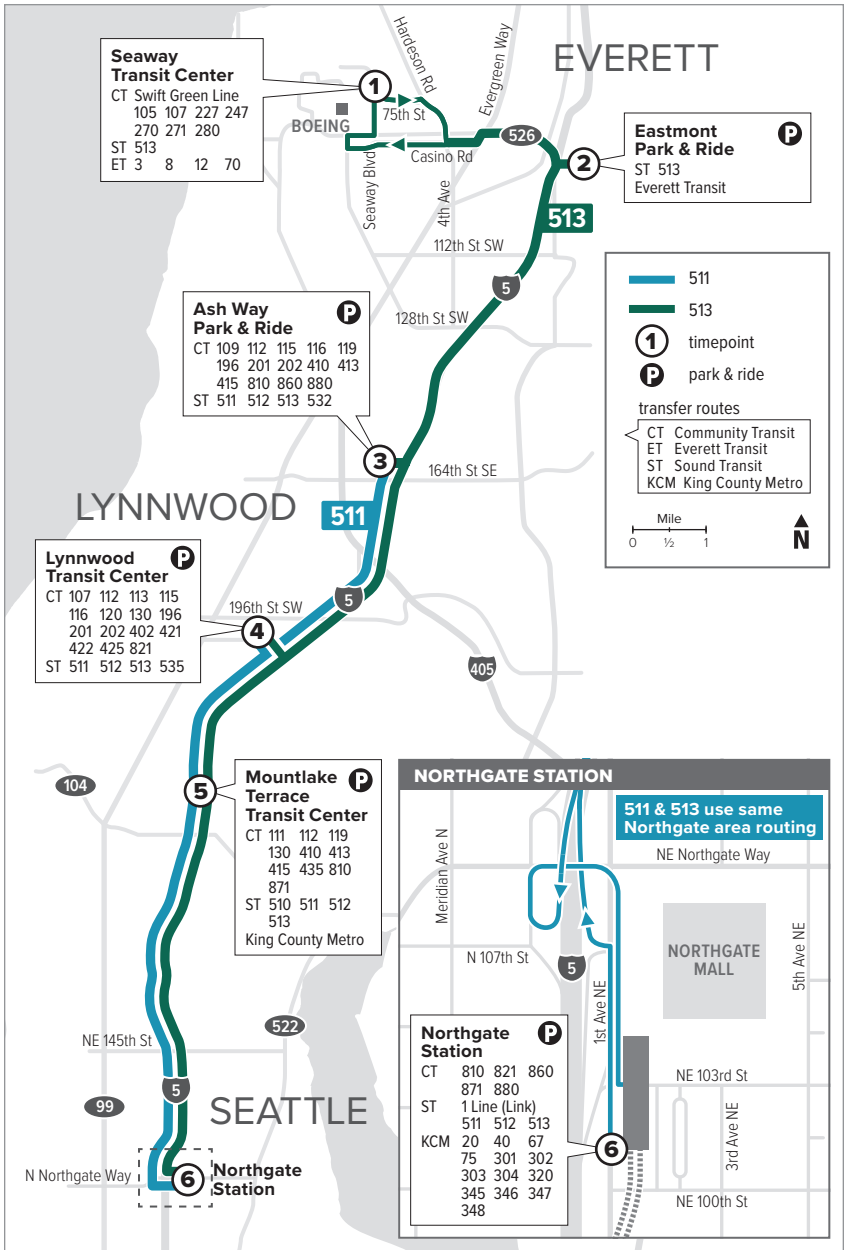 EVERETT
Seaway
Transit Center
CT Swift Green Line
105 107 227 247
270 271 280
ST 513
ET 3 8 12 70
1
Hardeson Rd
Evergreen Way
75th St
BOEING
526
Casino Rd
Seaway Blvd
4th Ave
2
Eastmont
Park & Ride
P
ST 513
Everett Transit
513
112th St SW
5
128th St SW
511
513
1 timepoint
P park & ride
transfer routes
CT Community Transit
ET Everett Transit
ST Sound Transit
KCM King County Metro
Mile
0 ½ 1
N
Ash Way
Park & Ride
P
CT 109 112 115 116 119
196 201 202 410 413
415 810 860 880
ST 511 512 513 532
3
164th St SE
LYNNWOOD
511
Lynnwood
Transit Center
P
CT 107 112 113 115
116 120 130 196
201 202 402 421
422 425 821
ST 511 512 513 535
196th St SW
4
5
405
104
5
Mountlake
Terrace
Transit Center
P
CT 111 112 119
130 410 413
415 435 810
871
ST 510 511 512
513
King County Metro
522
NE 145th St
99
5
SEATTLE
N Northgate Way
6
Northgate
Station
NORTHGATE STATION
511 & 513 use same
Northgate area routing
NE Northgate Way
Meridian Ave N
N 107th St
5
1st Ave NE
NORTHGATE
MALL
5th Ave NE
Northgate
Station
P
CT 810 821 860
871 880
ST 1 Line (Link)
511 512 513
KCM 20 40 67
75 301 302
303 304 320
345 346 347
348
6
NE 103rd St
3rd Ave NE
NE 100th St